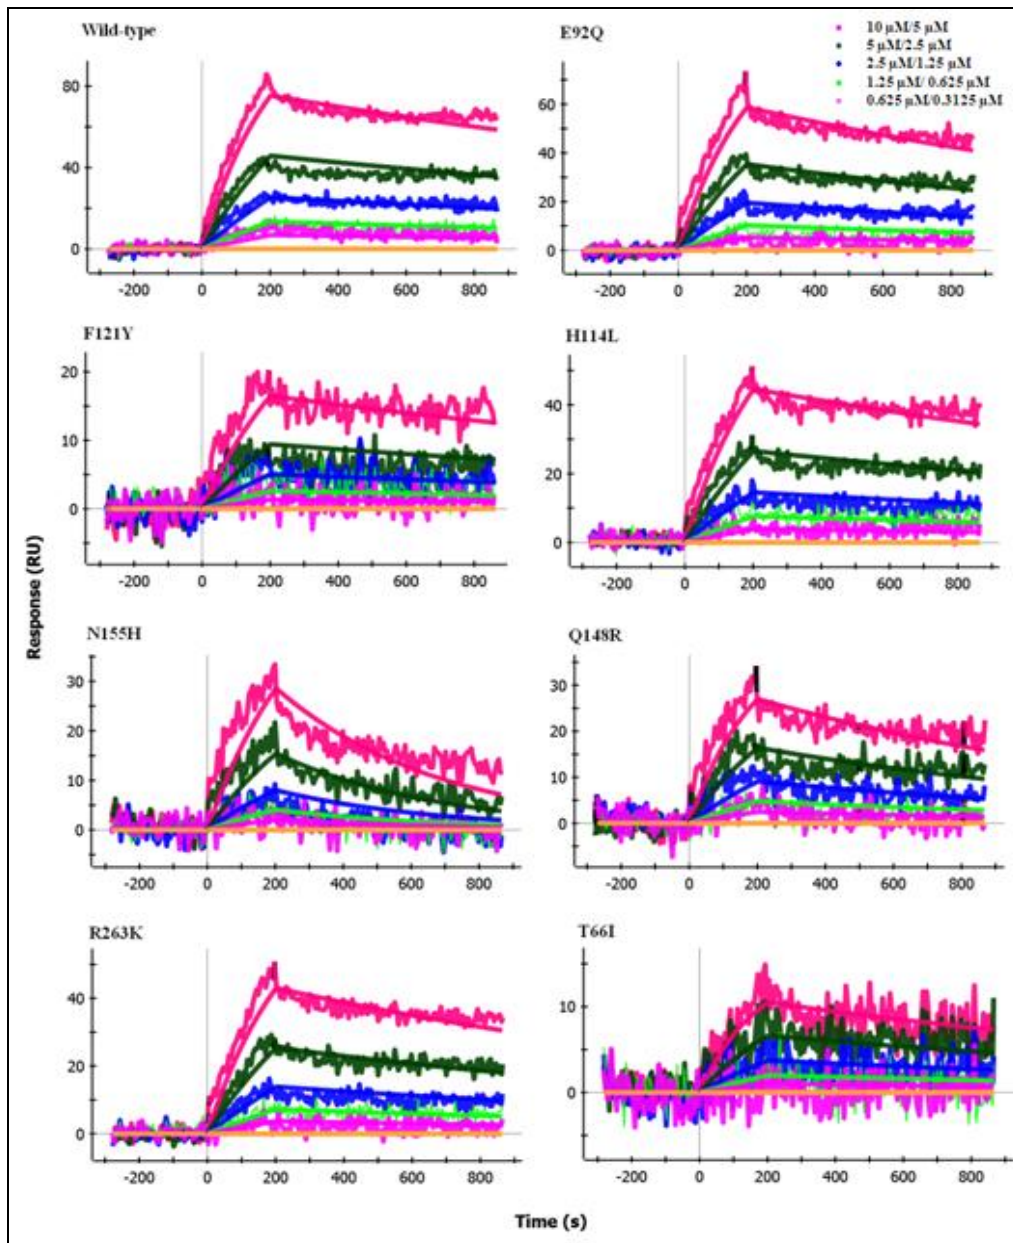 Wild-type
E92Q
10 µM/5 µM
5 µM/2.5 µM
2.5 µM/1.25 µM
1.25 µM/ 0.625 µM
0.625 µM/0.3125 µM
80
40
0
-200 0 200 400 600 800
60
40
20
0
-200 0 200 400 600 800
F121Y
H114L
20
10
0
-200 0 200 400 600 800
40
20
0
-200 0 200 400 600 800
Response (RU)
N155H
Q148R
30
20
10
0
-200 0 200 400 600 800
30
20
10
0
-200 0 200 400 600 800
R263K
T66I
40
20
0
-200 0 200 400 600 800
10
0
-200 0 200 400 600 800
Time (s)